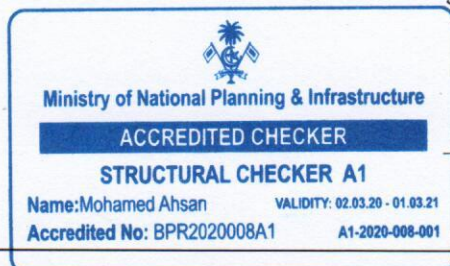 Ministry of National Planning & Infrastructure
ACCREDITED CHECKER
STRUCTURAL CHECKER A1
Name:Mohamed Ahsan VALIDITY: 02.03.20 - 01.03.21
Accredited No: BPR2020008A1 A1-2020-008-001